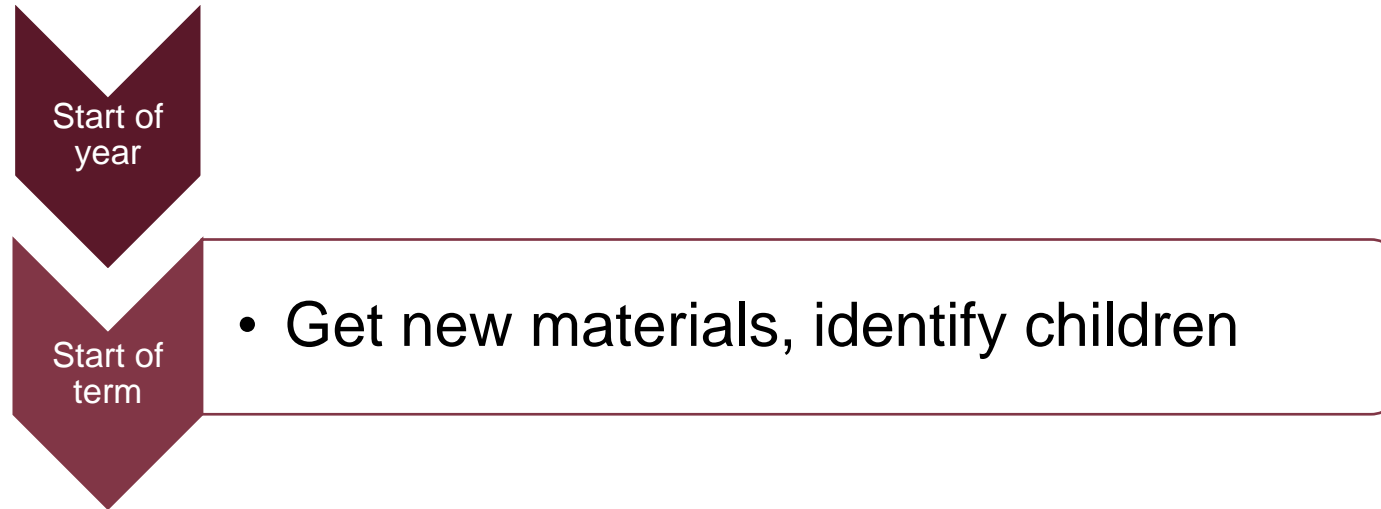 Start of
year
Start of
term
• Get new materials, identify children